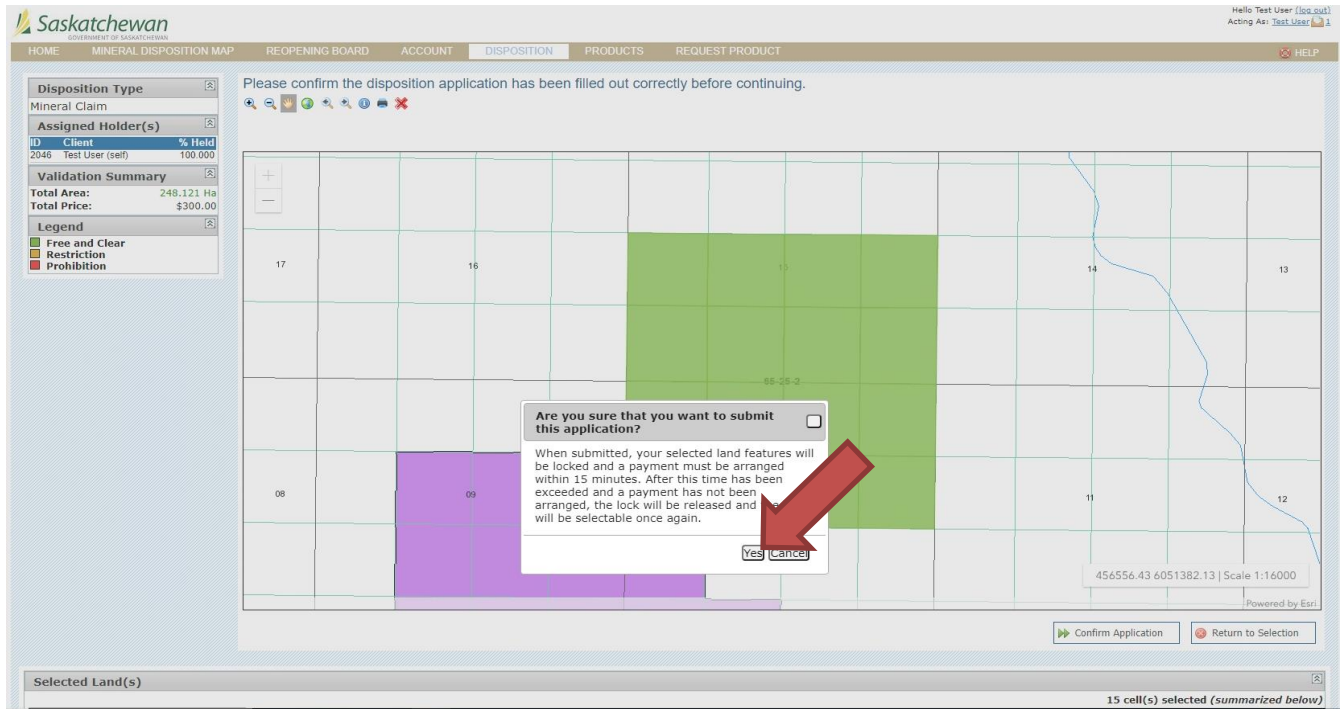 Saskatchewan
GOVERNMENT OF SASKATCHEWAN
Hello Test User (log out)
Acting As: Test User 1
HOME MINERAL DISPOSITION MAP REOPENING BOARD ACCOUNT DISPOSITION PRODUCTS REQUEST PRODUCT HELP
Disposition Type
Mineral Claim
Assigned Holder(s)
ID Client % Held
2046 Test User (self) 100.000
Validation Summary
Total Area: 248.121 Ha
Total Price: $300.00
Legend
Free and Clear
Restriction
Prohibition
Please confirm the disposition application has been filled out correctly before continuing.
+
−
17 16 15 14 13
65-25-2
08 09 11 12
Are you sure that you want to submit
this application?
When submitted, your selected land features will
be locked and a payment must be arranged
within 15 minutes. After this time has been
exceeded and a payment has not been
arranged, the lock will be released and
will be selectable once again.
Yes Cancel
456556.43 6051382.13 | Scale 1:16000
Powered by Esri
Confirm Application Return to Selection
Selected Land(s)
15 cell(s) selected (summarized below)